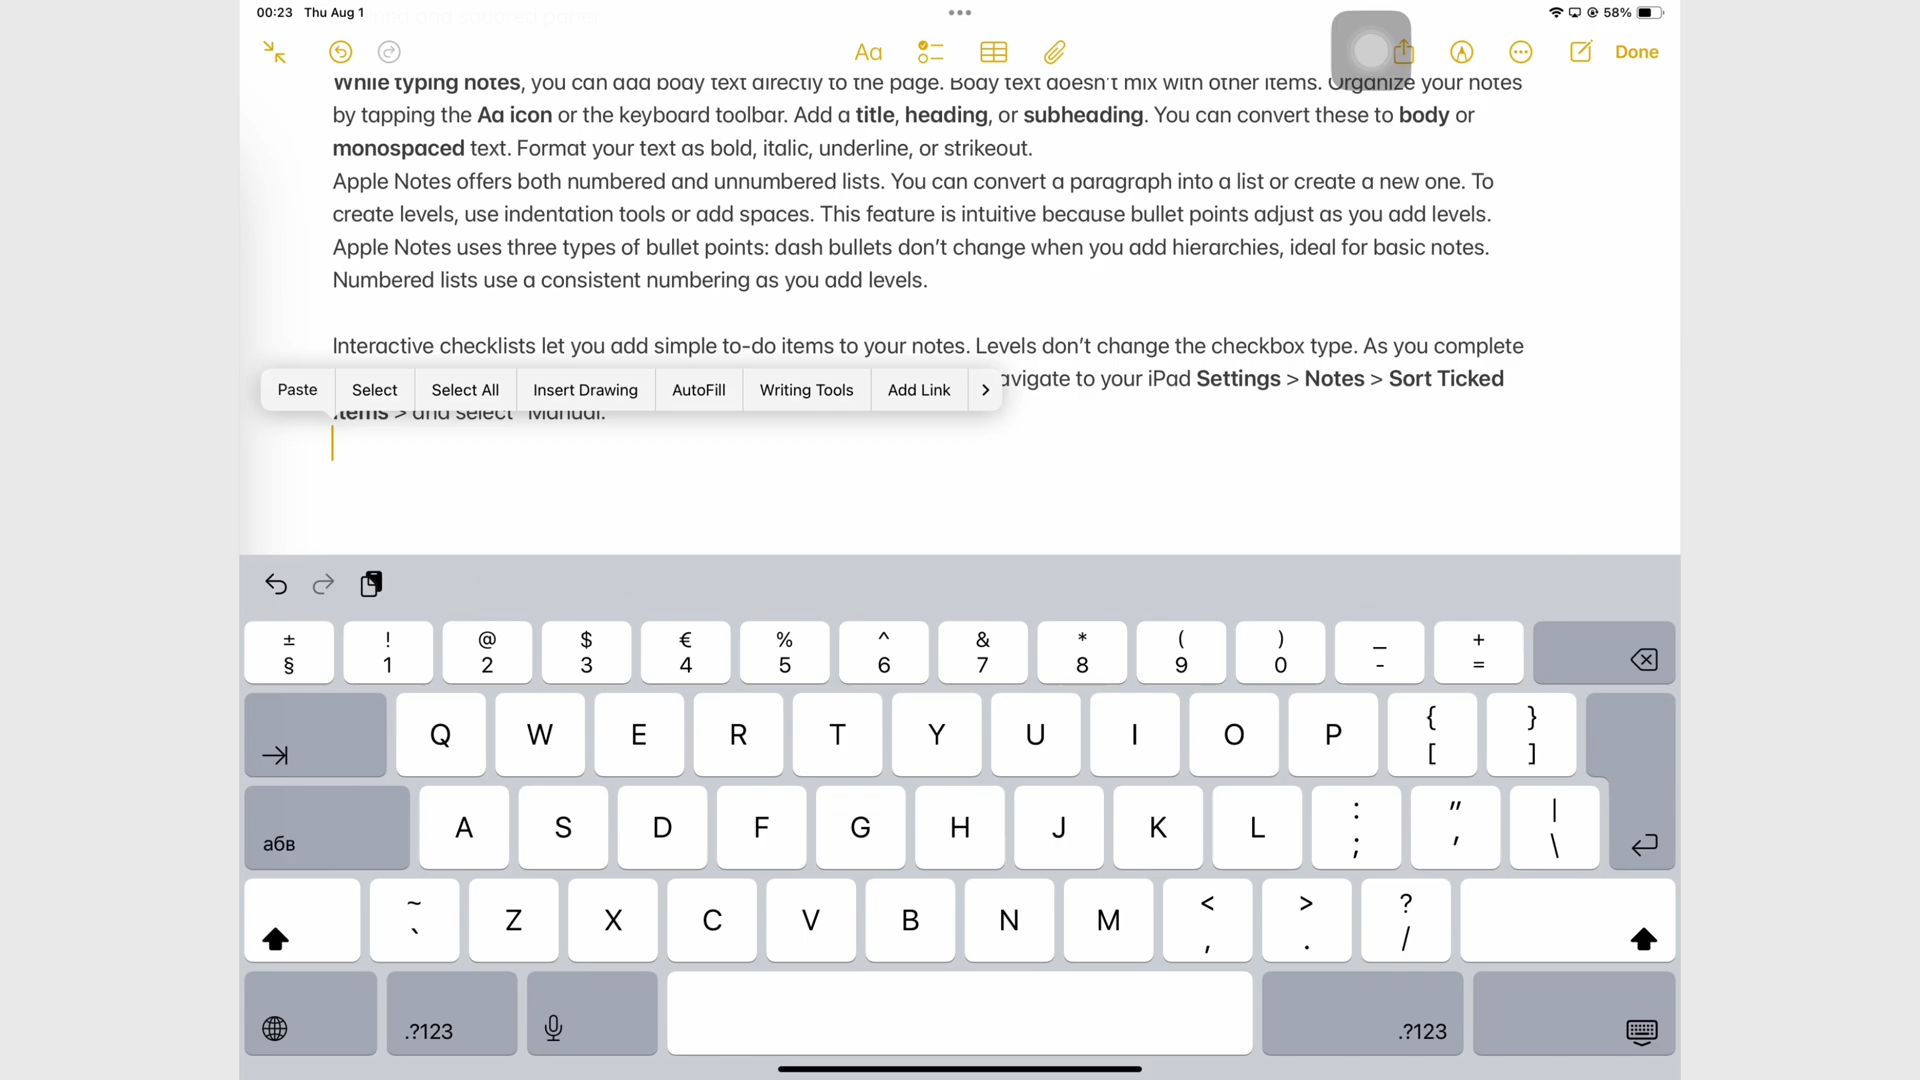 00:23 Thu Aug 1
58%
Aa
Done
While typing notes, you can add body text directly to the page. Body text doesn't mix with other items. Organize your notes
by tapping the Aa icon or the keyboard toolbar. Add a title, heading, or subheading. You can convert these to body or
monospaced text. Format your text as bold, italic, underline, or strikeout.
Apple Notes offers both numbered and unnumbered lists. You can convert a paragraph into a list or create a new one. To
create levels, use indentation tools or add spaces. This feature is intuitive because bullet points adjust as you add levels.
Apple Notes uses three types of bullet points: dash bullets don't change when you add hierarchies, ideal for basic notes.
Numbered lists use a consistent numbering as you add levels.
Interactive checklists let you add simple to-do items to your notes. Levels don't change the checkbox type. As you complete
avigate to your iPad Settings > Notes > Sort Ticked
Paste Select Select All Insert Drawing AutoFill Writing Tools Add Link >
Items > and select "Manual.
± ! @ $ € % ^ & * ( ) _ +
§ 1 2 3 4 5 6 7 8 9 0 - =
Q W E R T Y U I O P { }
[ ]
A S D F G H J K L : " |
абв ; ' \
~ Z X C V B N M < > ?
` , . /
.?123 .?123